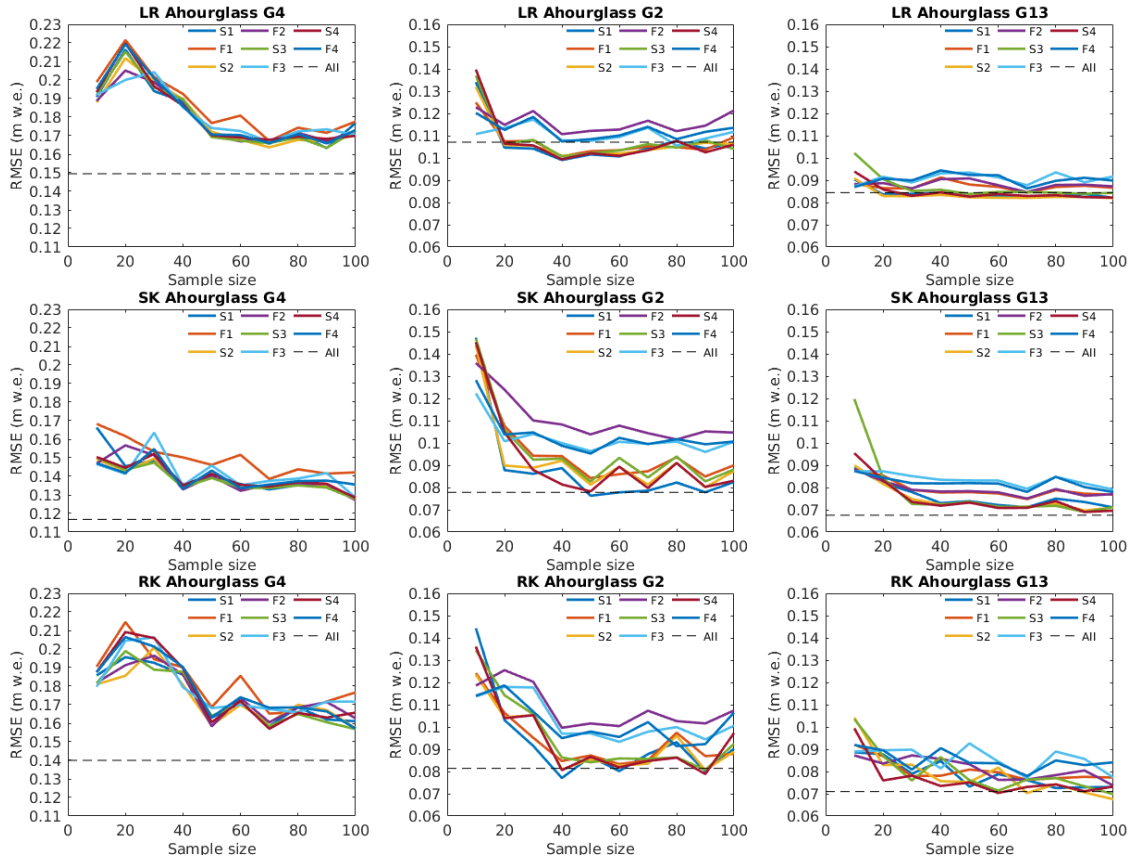 LR Ahourglass G4
RMSE (m w.e.)
0.23
0.22
0.21
0.2
0.19
0.18
0.17
0.16
0.15
0.14
0.13
0.12
0.11
S1 F2 S4
F1 S3 F4
S2 F3 All
0 20 40 60 80 100
Sample size
LR Ahourglass G2
RMSE (m w.e.)
0.16
0.15
0.14
0.13
0.12
0.11
0.1
0.09
0.08
0.07
0.06
S1 F2 S4
F1 S3 F4
S2 F3 All
0 20 40 60 80 100
Sample size
LR Ahourglass G13
RMSE (m w.e.)
0.16
0.15
0.14
0.13
0.12
0.11
0.1
0.09
0.08
0.07
0.06
S1 F2 S4
F1 S3 F4
S2 F3 All
0 20 40 60 80 100
Sample size
SK Ahourglass G4
RMSE (m w.e.)
0.23
0.22
0.21
0.2
0.19
0.18
0.17
0.16
0.15
0.14
0.13
0.12
0.11
S1 F2 S4
F1 S3 F4
S2 F3 All
0 20 40 60 80 100
Sample size
SK Ahourglass G2
RMSE (m w.e.)
0.16
0.15
0.14
0.13
0.12
0.11
0.1
0.09
0.08
0.07
0.06
S1 F2 S4
F1 S3 F4
S2 F3 All
0 20 40 60 80 100
Sample size
SK Ahourglass G13
RMSE (m w.e.)
0.16
0.15
0.14
0.13
0.12
0.11
0.1
0.09
0.08
0.07
0.06
S1 F2 S4
F1 S3 F4
S2 F3 All
0 20 40 60 80 100
Sample size
RK Ahourglass G4
RMSE (m w.e.)
0.23
0.22
0.21
0.2
0.19
0.18
0.17
0.16
0.15
0.14
0.13
0.12
0.11
S1 F2 S4
F1 S3 F4
S2 F3 All
0 20 40 60 80 100
Sample size
RK Ahourglass G2
RMSE (m w.e.)
0.16
0.15
0.14
0.13
0.12
0.11
0.1
0.09
0.08
0.07
0.06
S1 F2 S4
F1 S3 F4
S2 F3 All
0 20 40 60 80 100
Sample size
RK Ahourglass G13
RMSE (m w.e.)
0.16
0.15
0.14
0.13
0.12
0.11
0.1
0.09
0.08
0.07
0.06
S1 F2 S4
F1 S3 F4
S2 F3 All
0 20 40 60 80 100
Sample size